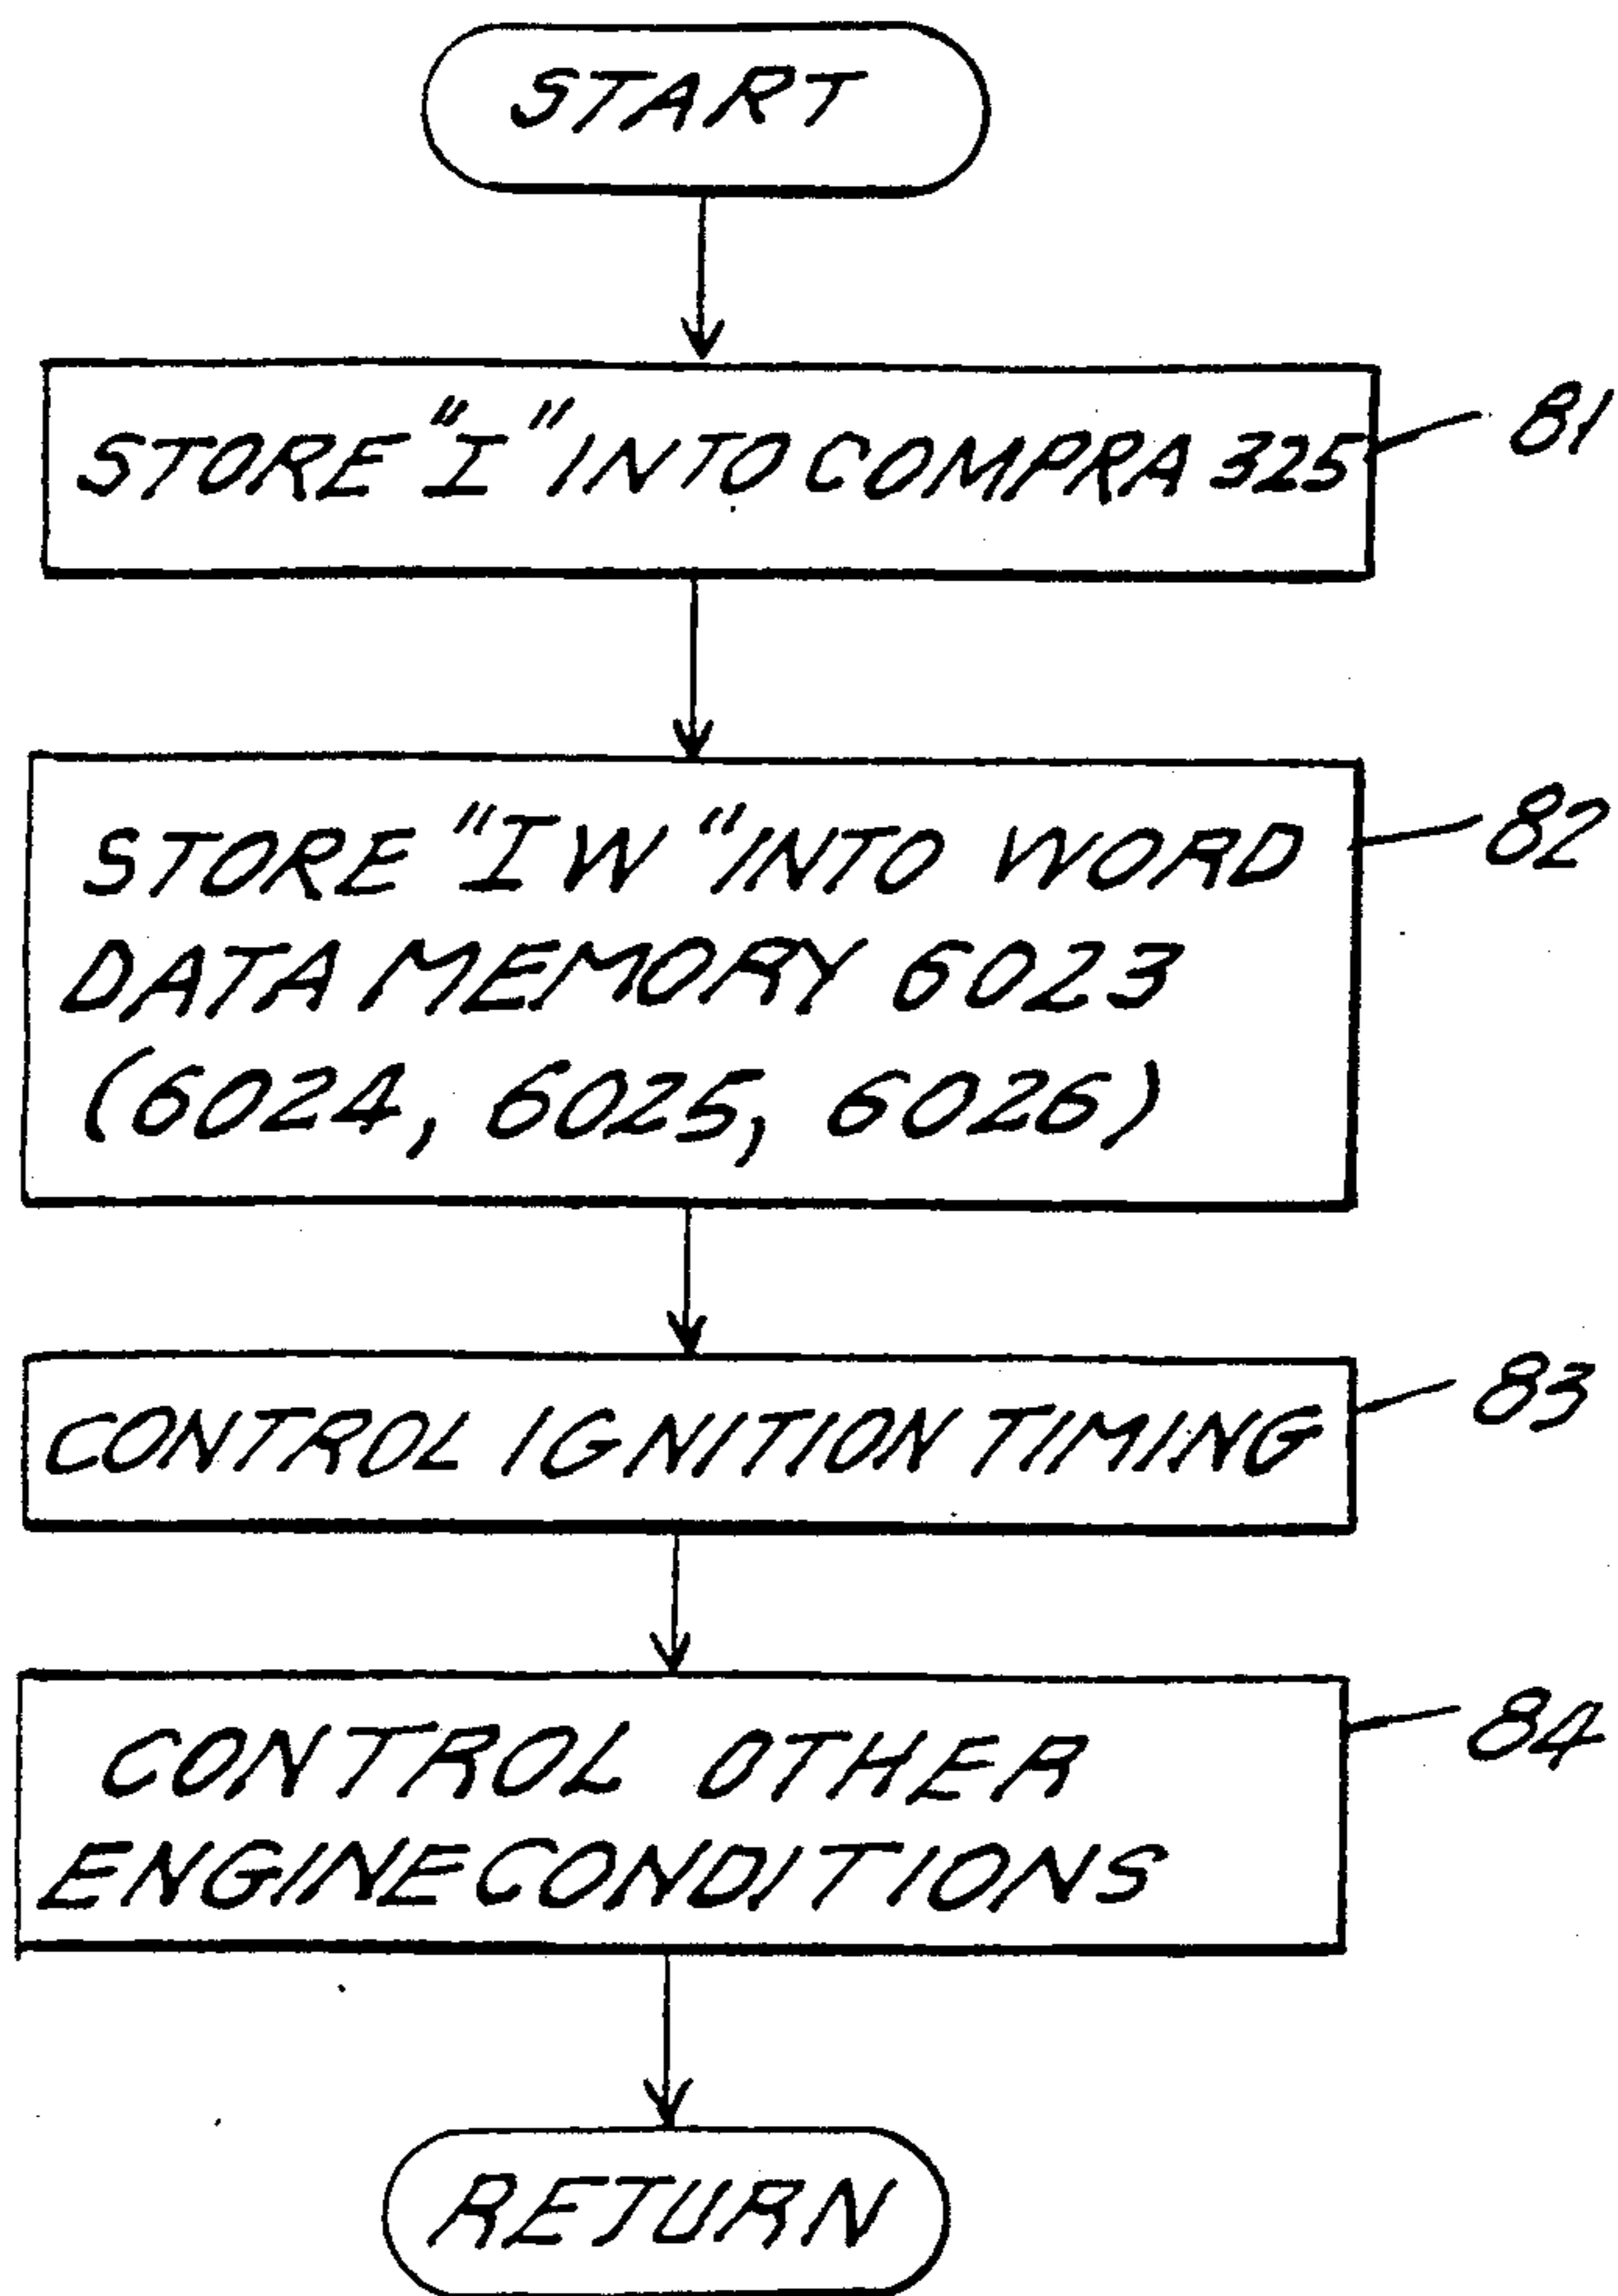 START
STORE "I" INTO COMPRA 325
81
STORE "IW" INTO WORD
DATA MEMORY 6023
(6024, 6025, 6026)
82
CONTROL IGNITION TIMING
83
CONTROL OTHER
ENGINE CONDITIONS
84
RETURN